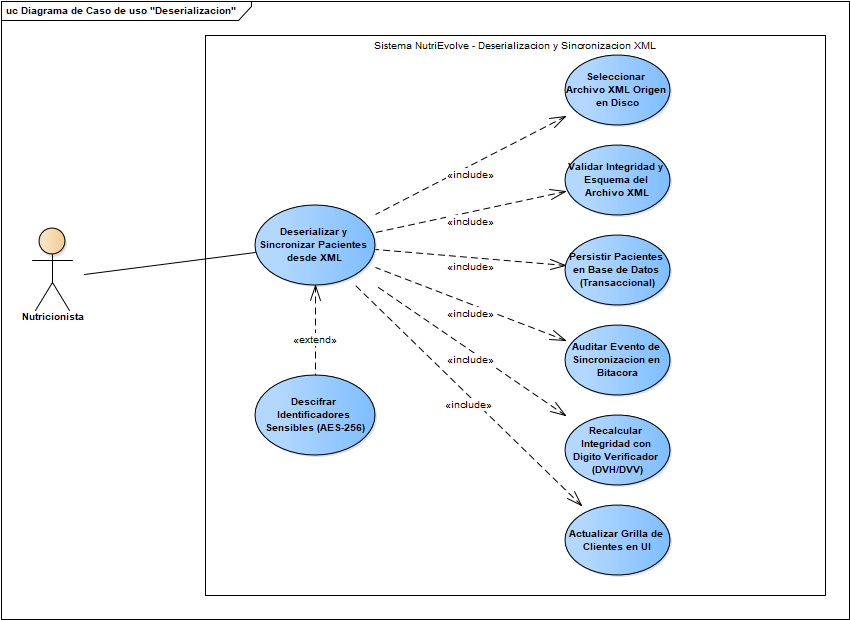 uc Diagrama de Caso de uso "Deserializacion"
Sistema NutriEvolve - Deserializacion y Sincronizacion XML
Seleccionar
Archivo XML Origen
en Disco
«include»
Validar Integridad y
Esquema del
Archivo XML
«include»
Deserializar y
Sincronizar Pacientes
desde XML
Persistir Pacientes
en Base de Datos
(Transaccional)
«include»
Nutricionista
«include»
Auditar Evento de
Sincronizacion en
Bitacora
«extend»
«include»
Descifrar
Identificadores
Sensibles (AES-256)
«include»
Recalcular
Integridad con
Digito Verificador
(DVH/DVV)
Actualizar Grilla de
Clientes en UI